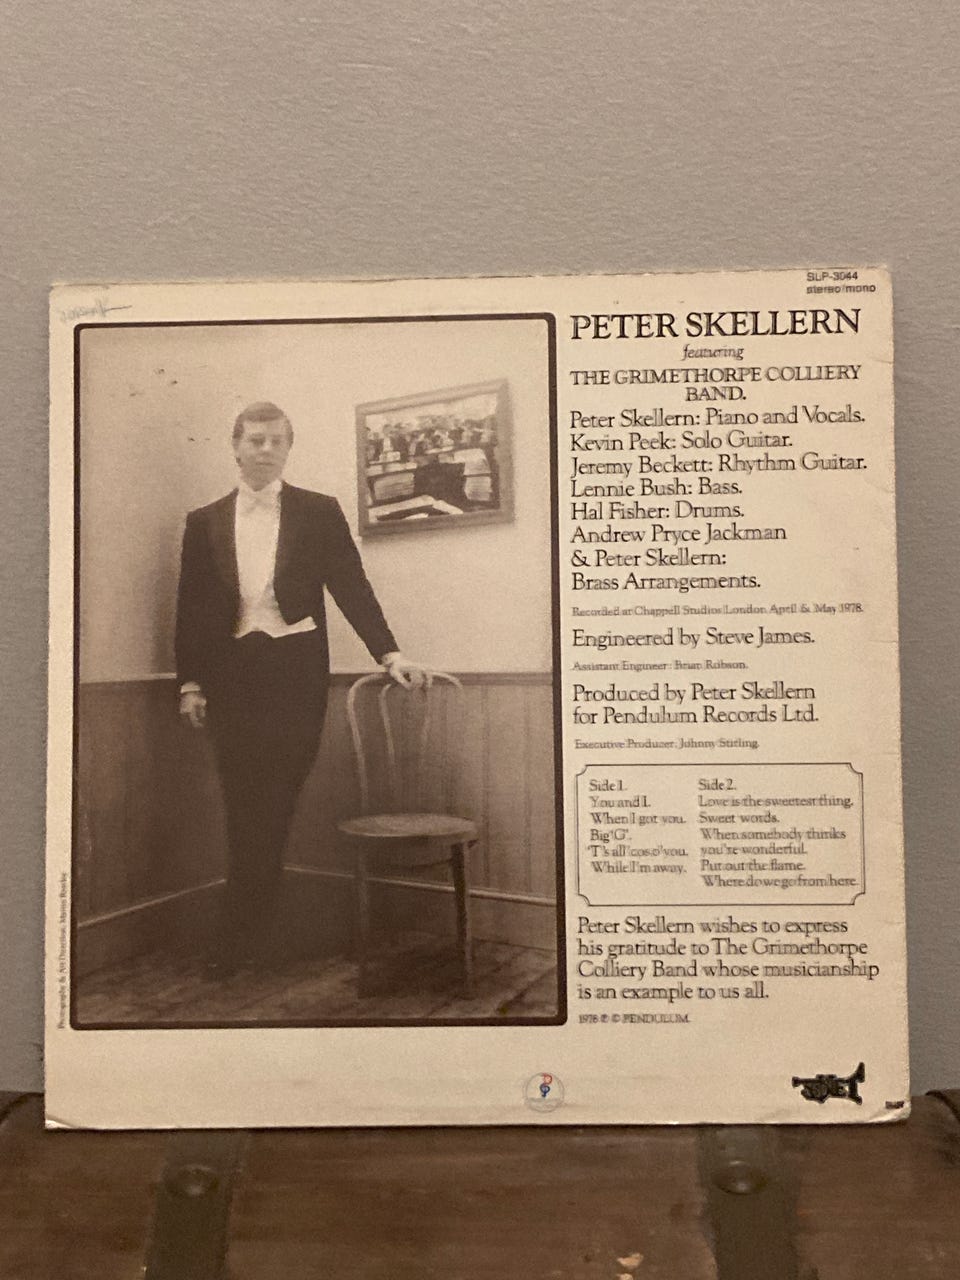 SLP-3044
stereo/mono
PETER SKELLERN
featuring
THE GRIMETHORPE COLLIERY
BAND.
Peter Skellern: Piano and Vocals.
Kevin Peek: Solo Guitar.
Jeremy Beckett: Rhythm Guitar.
Lennie Bush: Bass.
Hal Fisher: Drums.
Andrew Pryce Jackman
& Peter Skellern:
Brass Arrangements.
Recorded at Chappell Studios London April & May 1978.
Engineered by Steve James.
Assistant Engineer: Brian Robson.
Produced by Peter Skellern
for Pendulum Records Ltd.
Executive Producer: Johnny Stirling.
Side 1.
You and I.
When I got you.
Big 'G'.
'T's all 'cos o' you.
While I'm away.
Side 2.
Love is the sweetest thing.
Sweet words.
When somebody thinks
you're wonderful.
Put out the flame.
Where do we go from here.
Peter Skellern wishes to express
his gratitude to The Grimethorpe
Colliery Band whose musicianship
is an example to us all.
1978 ℗ © PENDULUM.
SONET
Photography & Art Direction: